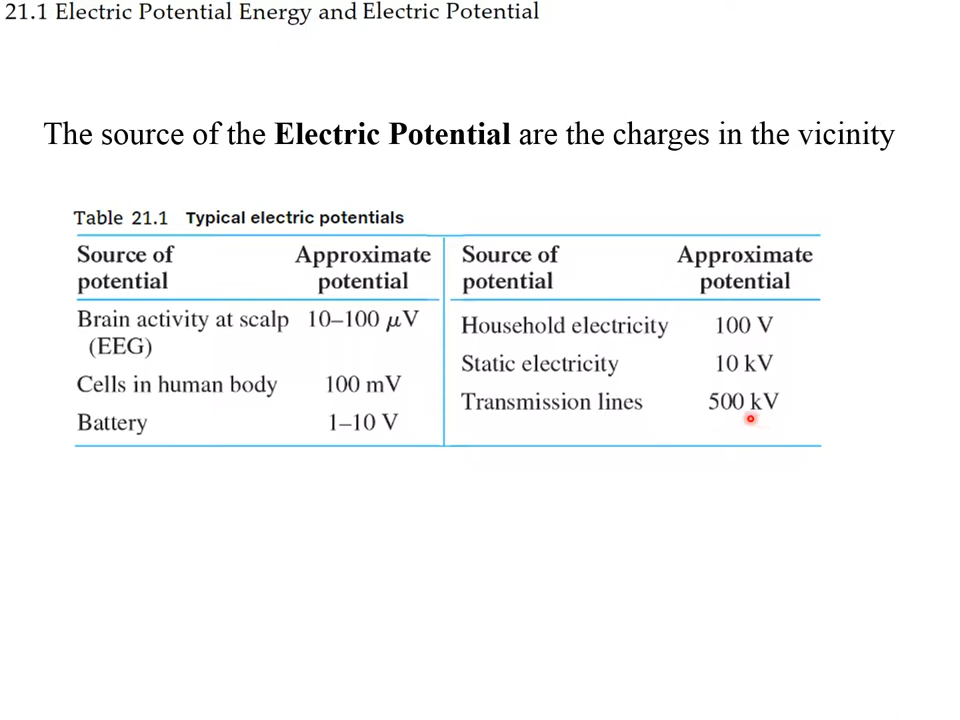 21.1 Electric Potential Energy and Electric Potential
The source of the Electric Potential are the charges in the vicinity
Table 21.1 Typical electric potentials
Source of potential Approximate potential
Brain activity at scalp (EEG) 10–100 μV
Cells in human body 100 mV
Battery 1–10 V
Source of potential Approximate potential
Household electricity 100 V
Static electricity 10 kV
Transmission lines 500 kV